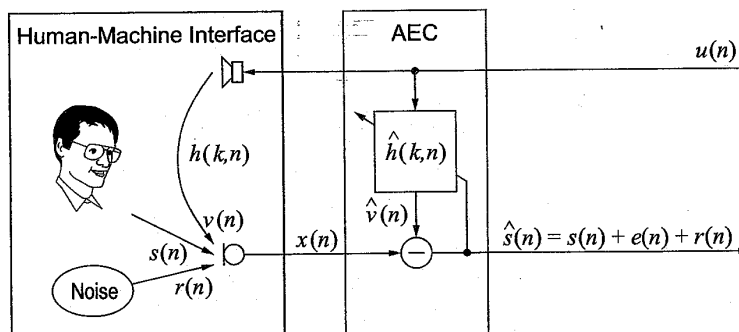 Human-Machine Interface
AEC
u(n)
h(k,n)
ĥ(k,n)
v(n)
v̂(n)
s(n)
x(n)
ŝ(n) = s(n) + e(n) + r(n)
Noise
r(n)